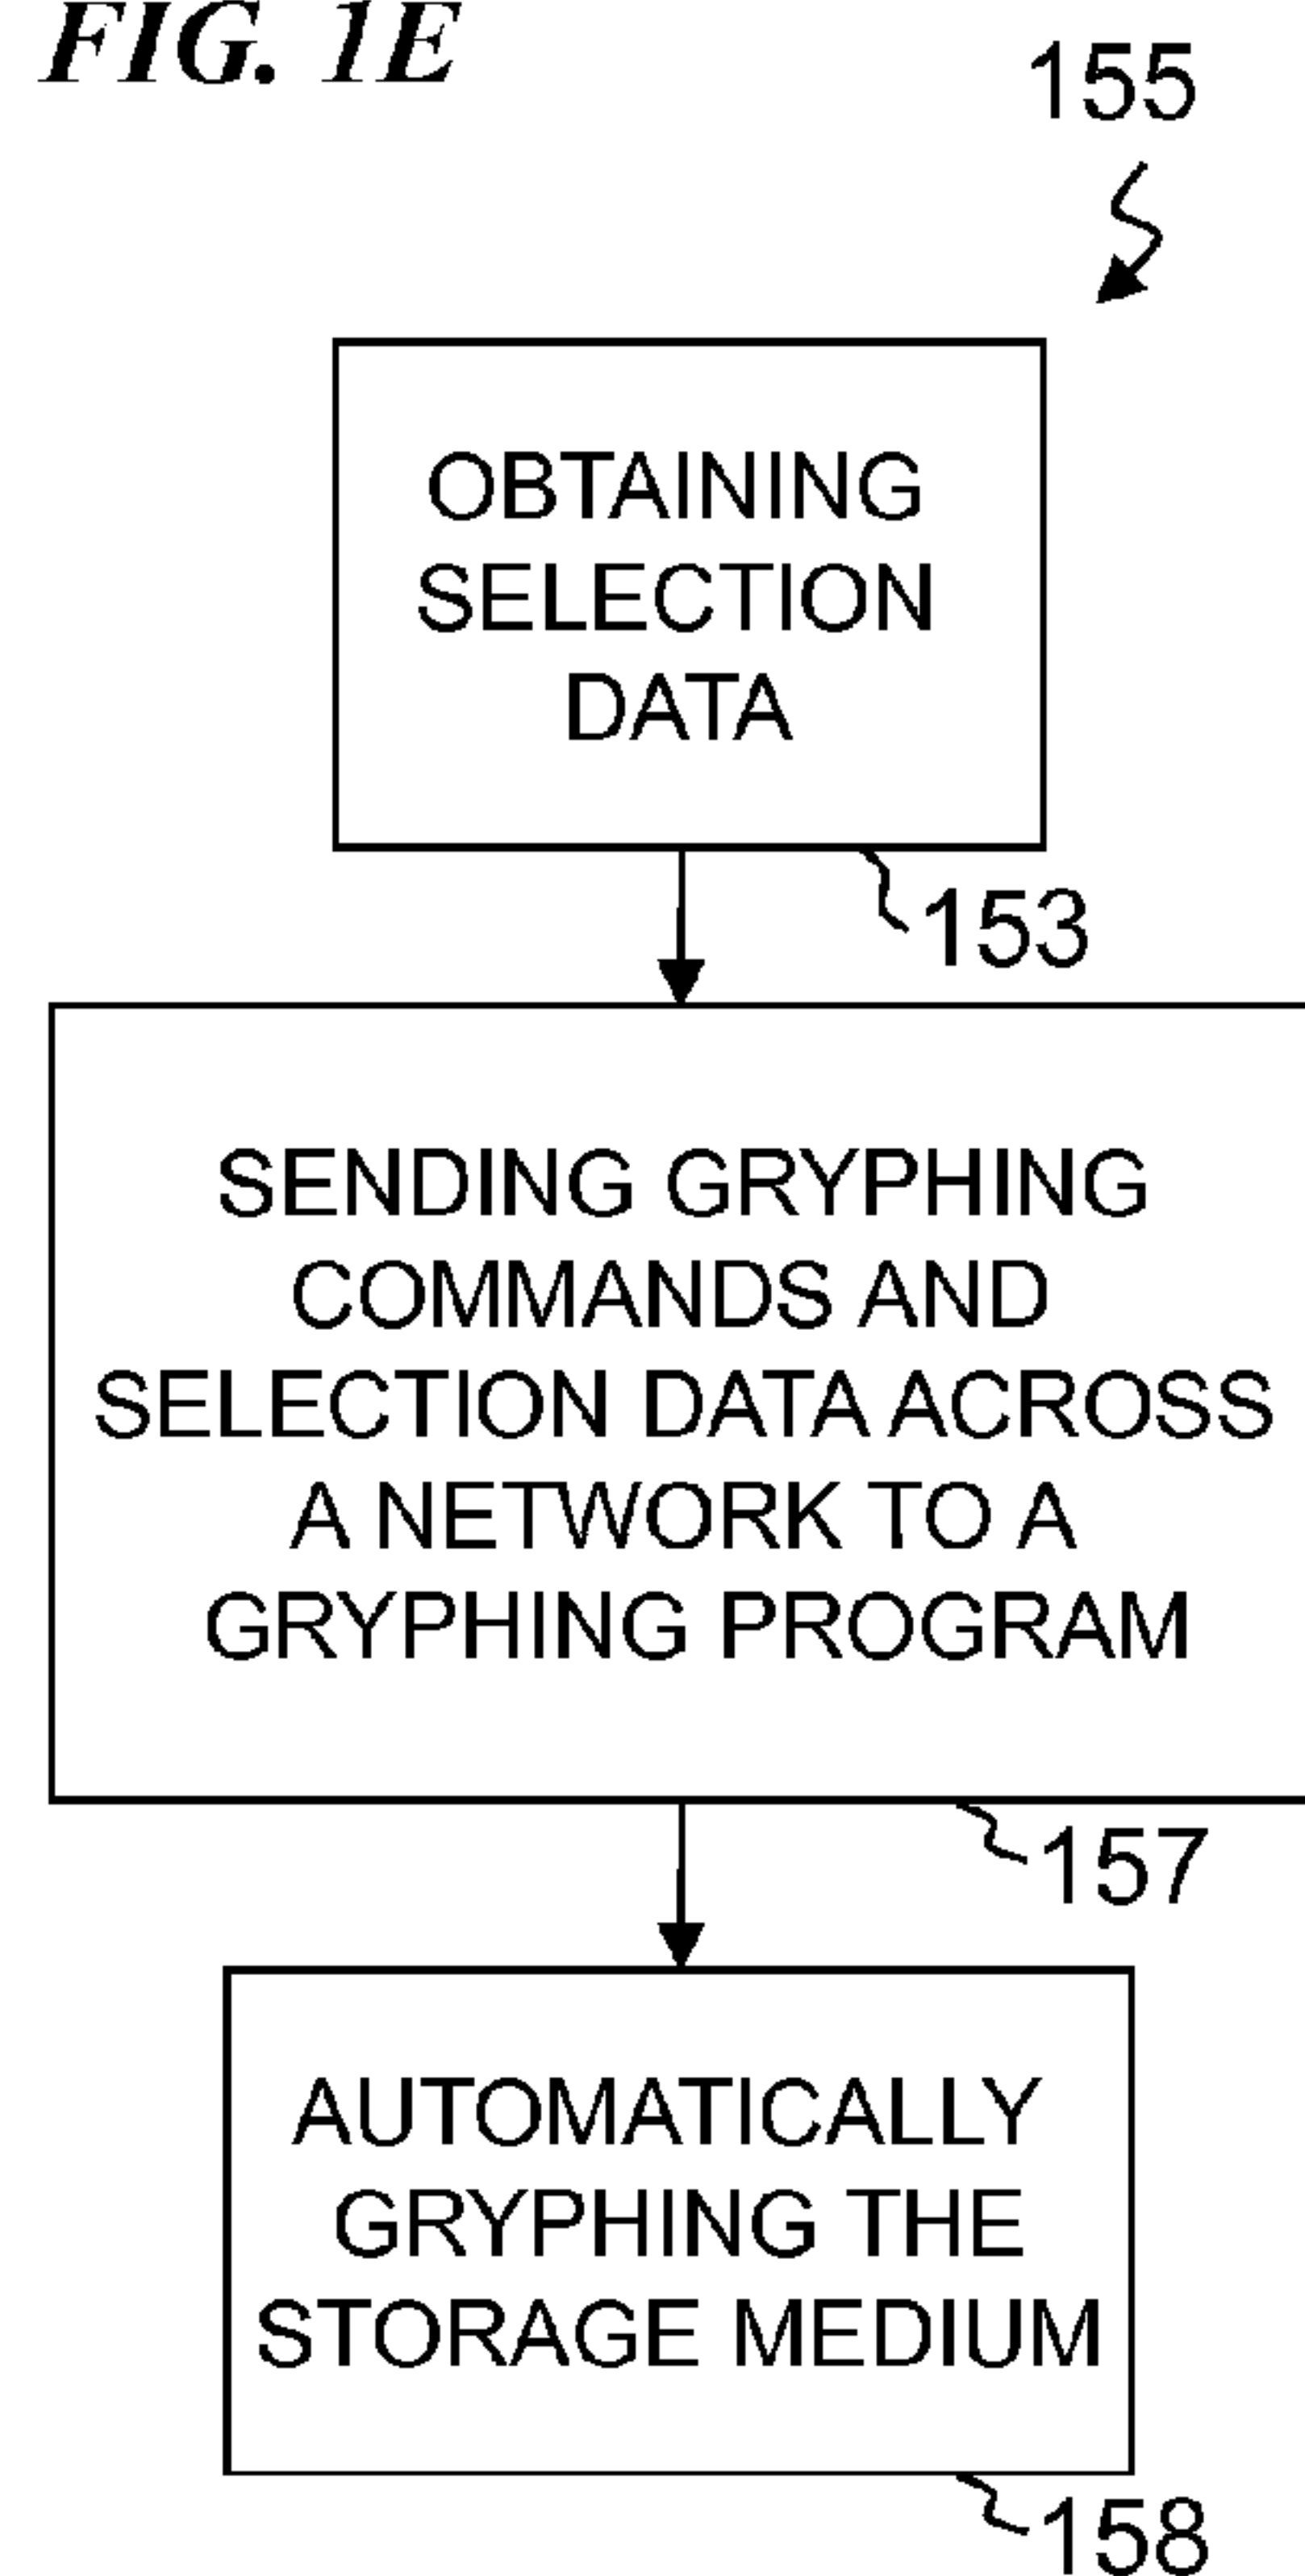 FIG. 1E
155
OBTAINING
SELECTION
DATA
153
SENDING GRYPHING
COMMANDS AND
SELECTION DATA ACROSS
A NETWORK TO A
GRYPHING PROGRAM
157
AUTOMATICALLY
GRYPHING THE
STORAGE MEDIUM
158